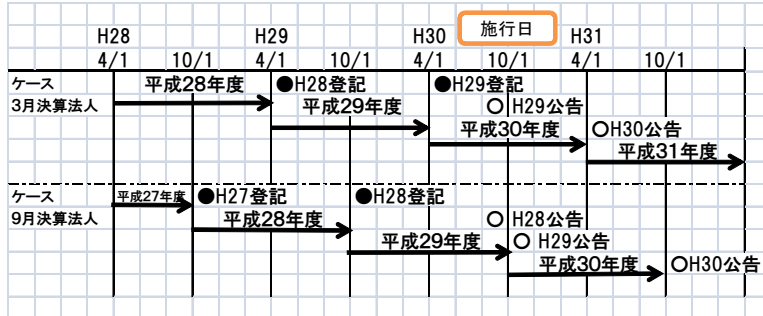 H28 H29 H30 施行日 H31
4/1 10/1 4/1 10/1 4/1 10/1 4/1 10/1
ケース 平成28年度 ●H28登記 ●H29登記
3月決算法人 平成29年度 ○ H29公告
平成30年度 ○H30公告
平成31年度
ケース 平成27年度 ●H27登記 ●H28登記
9月決算法人 平成28年度 ○ H28公告
平成29年度 ○ H29公告
平成30年度 ○H30公告